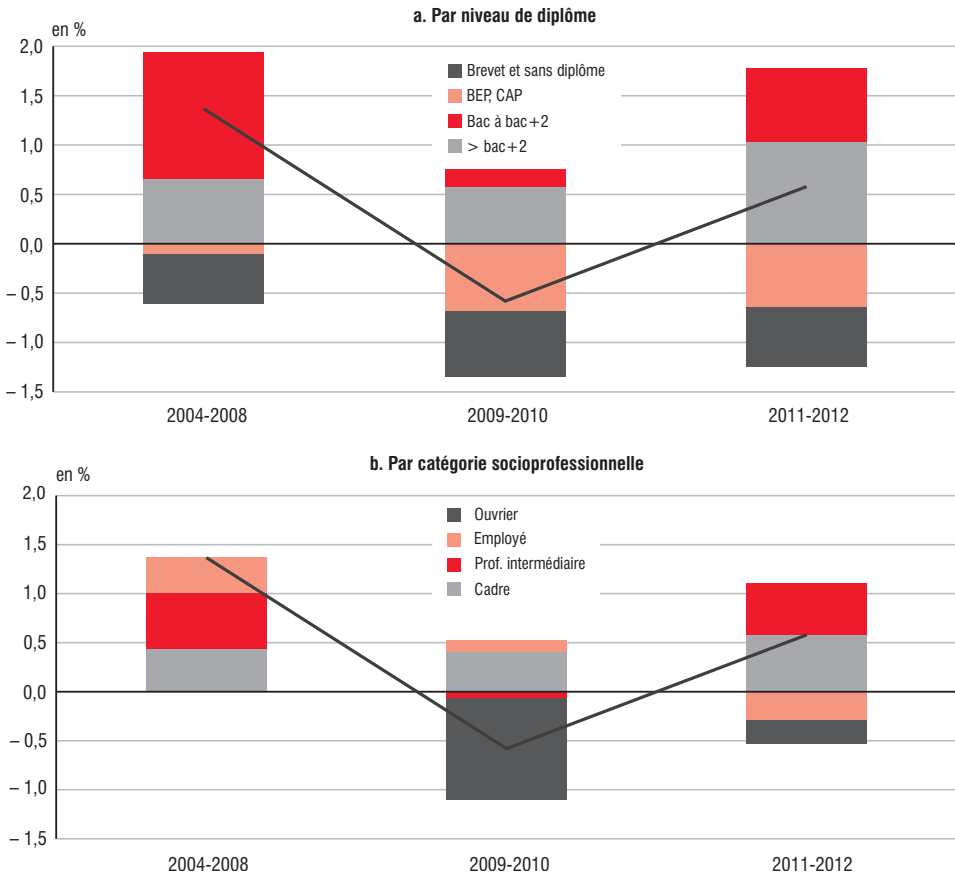 a. Par niveau de diplôme
en %
2,0
1,5
1,0
0,5
0,0
– 0,5
– 1,0
– 1,5
Brevet et sans diplôme
BEP, CAP
Bac à bac+2
> bac+2
2004-2008 2009-2010 2011-2012
b. Par catégorie socioprofessionnelle
en %
2,0
1,5
1,0
0,5
0,0
– 0,5
– 1,0
– 1,5
Ouvrier
Employé
Prof. intermédiaire
Cadre
2004-2008 2009-2010 2011-2012